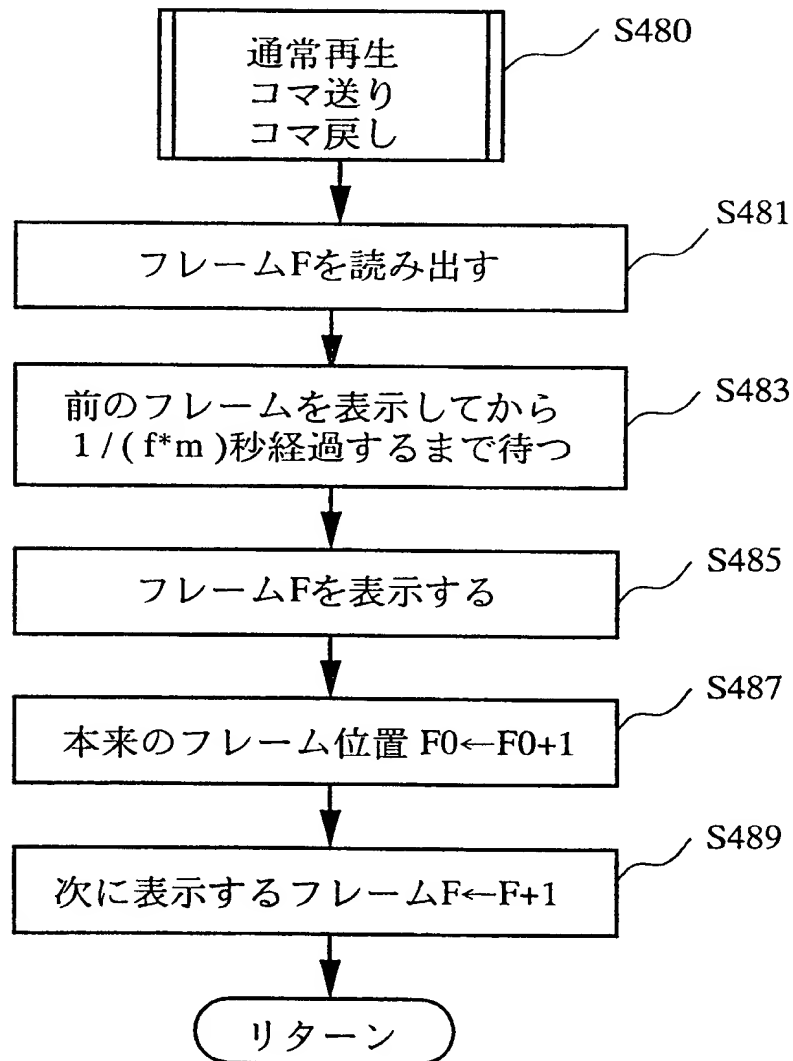 通常再生
コマ送り
コマ戻し
S480
フレームFを読み出す
S481
前のフレームを表示してから
1/(f*m)秒経過するまで待つ
S483
フレームFを表示する
S485
本来のフレーム位置 F0←F0+1
S487
次に表示するフレームF←F+1
S489
リターン